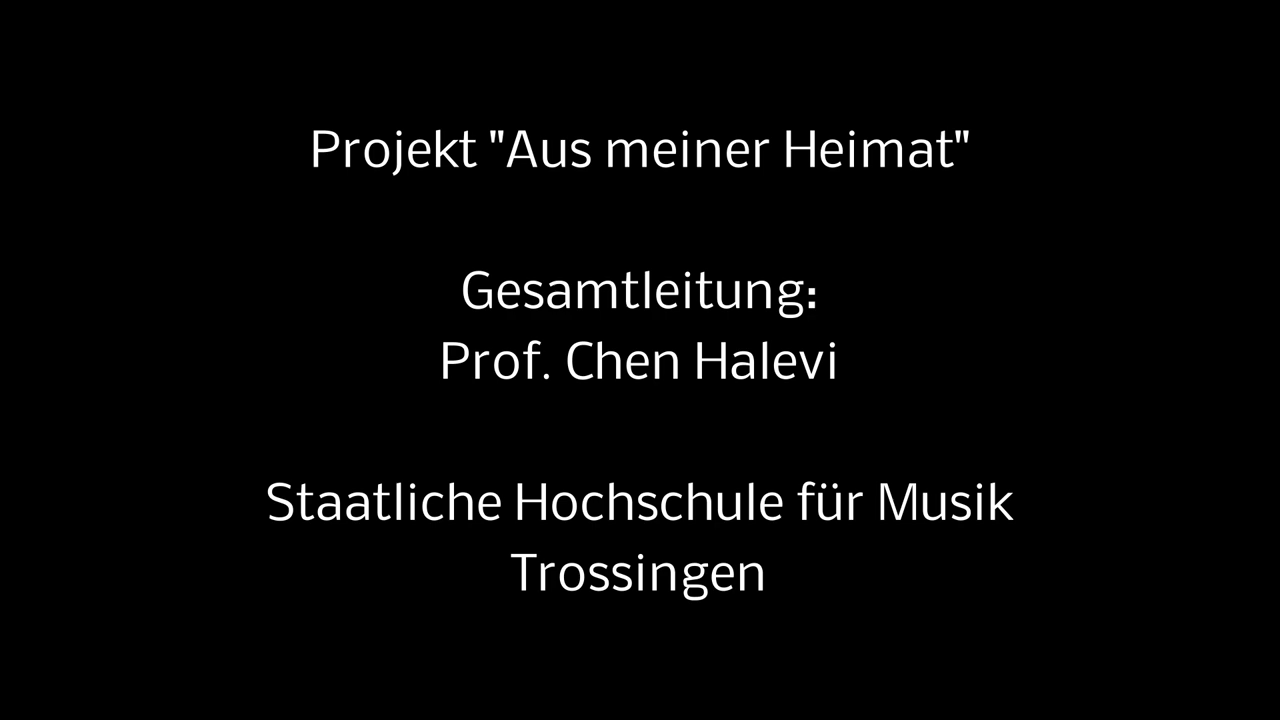 Projekt "Aus meiner Heimat"
Gesamtleitung:
Prof. Chen Halevi
Staatliche Hochschule für Musik
Trossingen